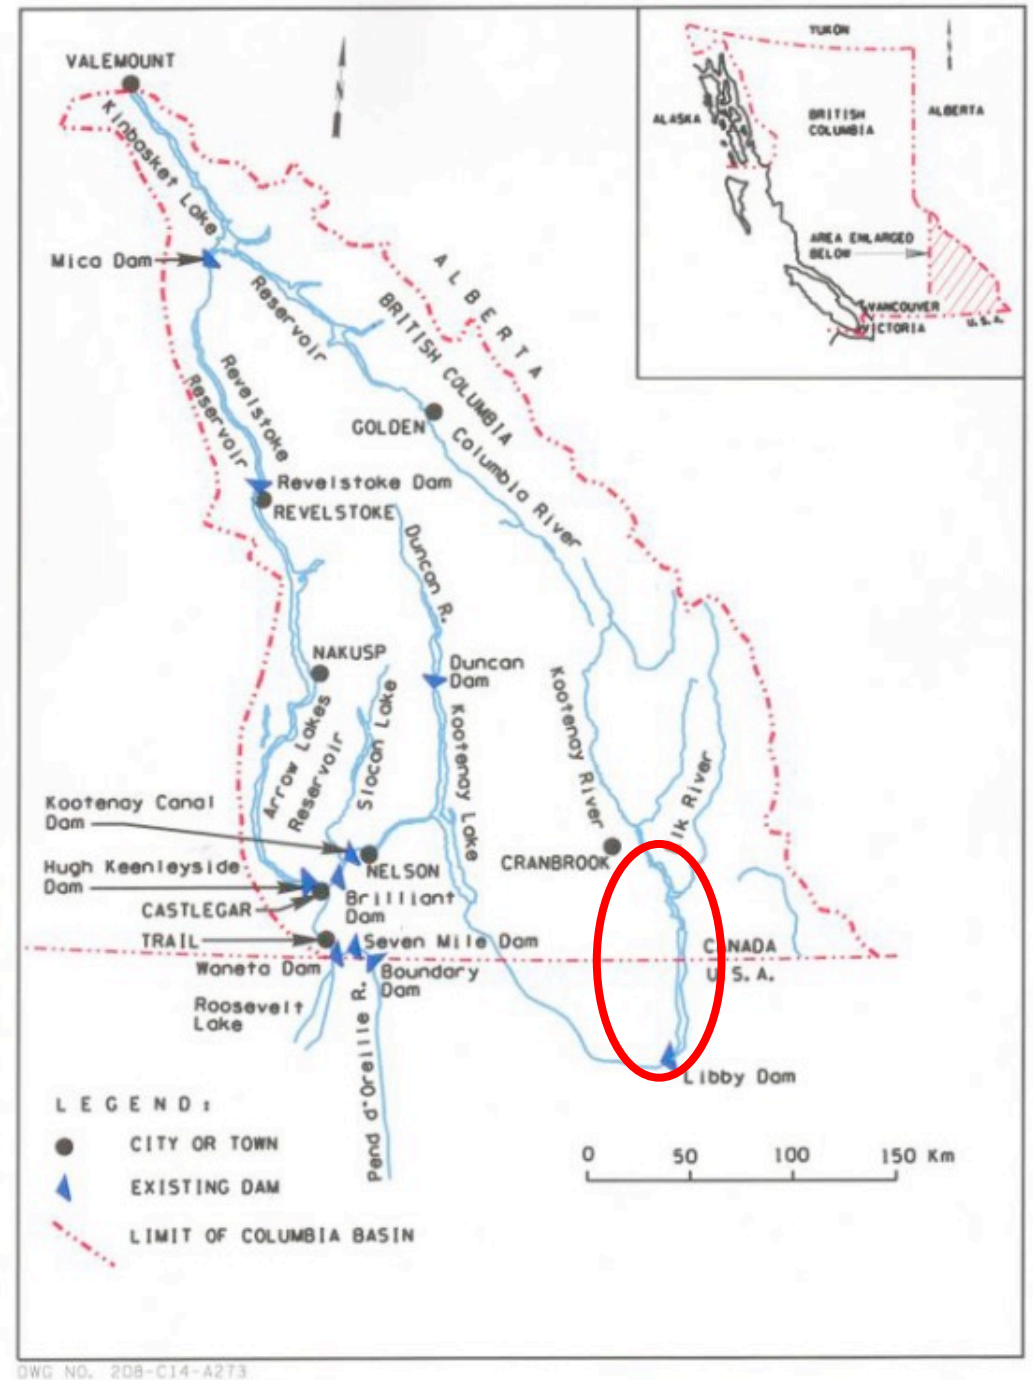 VALEMOUNT
Kinbasket Lake
Mica Dam
Reservoir
ALBERTA
BRITISH COLUMBIA
Revelstoke
Reservoir
GOLDEN
Columbia River
Revelstoke Dam
REVELSTOKE
Duncan R.
NAKUSP
Duncan
Dam
Arrow Lakes
Reservoir
Slocan Lake
Kootenay Lake
Kootenay River
lk River
Kootenay Canal
Dam
CRANBROOK
Hugh Keenleyside
Dam
NELSON
Brilliant
Dam
CASTLEGAR
TRAIL
Seven Mile Dam
CANADA
U.S.A.
Waneta Dam
Boundary
Dam
Roosevelt
Lake
Pend d'Oreille R.
Libby Dam
LEGEND:
CITY OR TOWN
EXISTING DAM
LIMIT OF COLUMBIA BASIN
0 50 100 150 Km
YUKON
ALASKA
BRITISH
COLUMBIA
ALBERTA
AREA ENLARGED
BELOW
VANCOUVER
VICTORIA
U.S.A.
DWG NO. 208-C14-A273